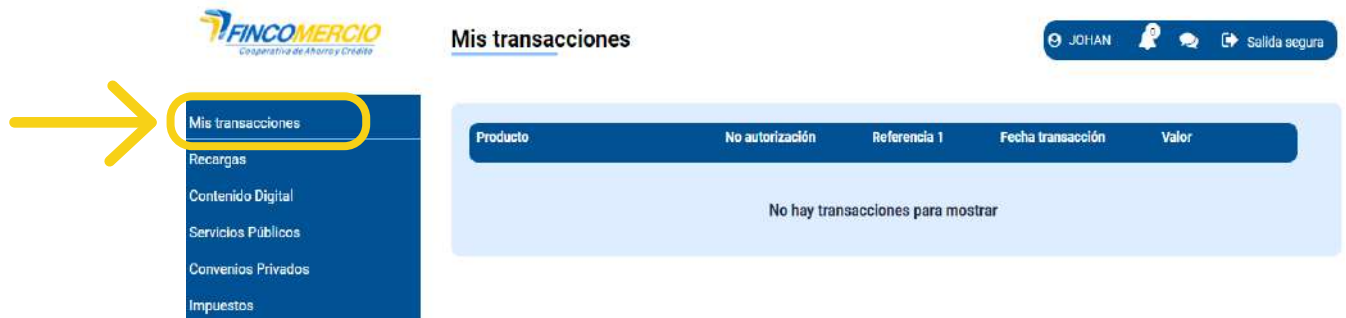 FINCOMERCIO
Cooperativa de Ahorro y Crédito
Mis transacciones
0
JOHAN
Salida segura
Mis transacciones
Recargas
Contenido Digital
Servicios Públicos
Convenios Privados
Impuestos
Producto No autorización Referencia 1 Fecha transacción Valor
No hay transacciones para mostrar